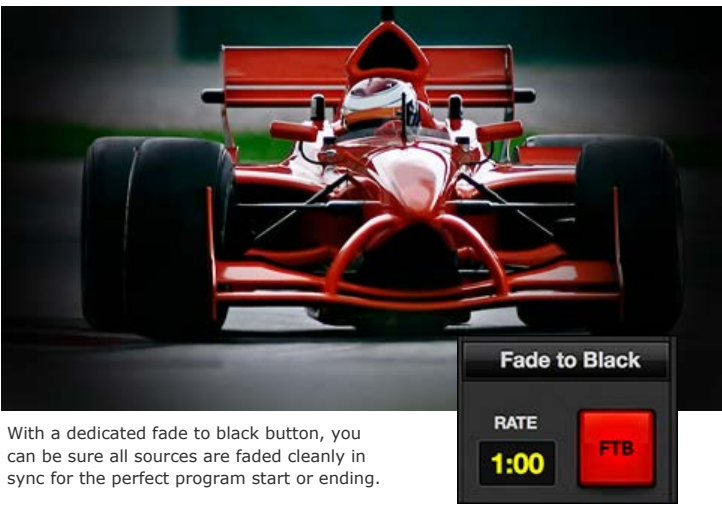 Fade to Black
RATE
FTB
1:00
With a dedicated fade to black button, you
can be sure all sources are faded cleanly in
sync for the perfect program start or ending.